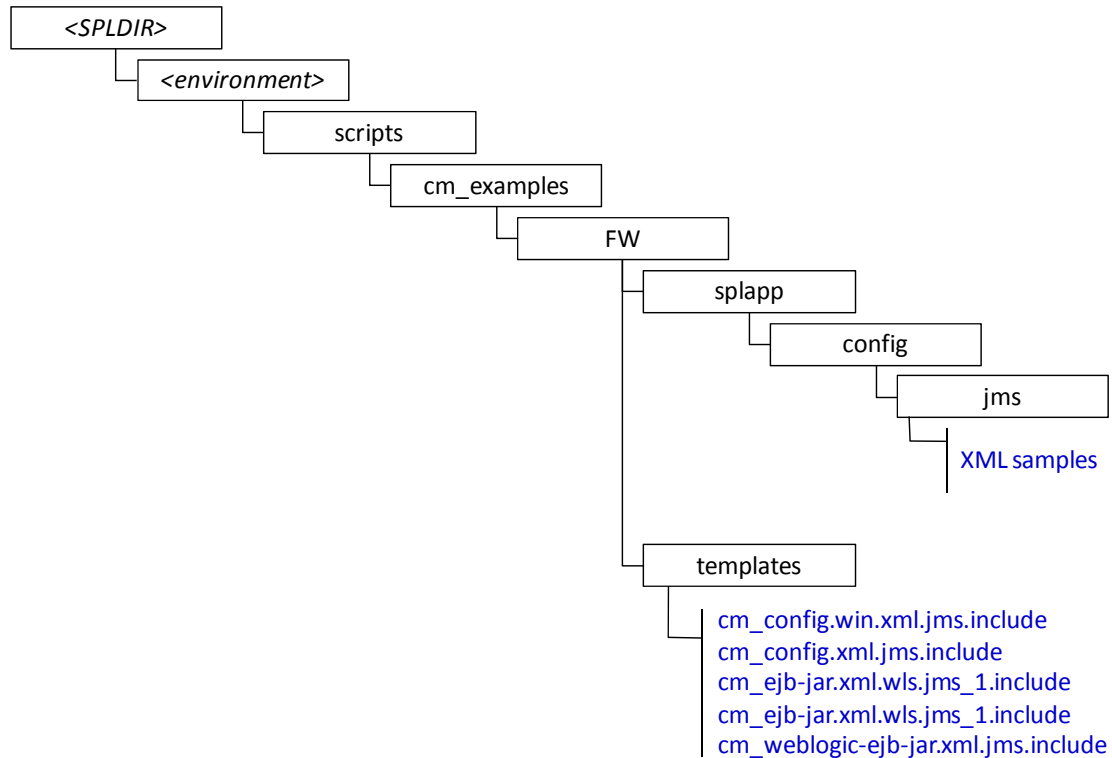 <SPLDIR>
<environment>
scripts
cm_examples
FW
splapp
config
jms
XML samples
templates
cm_config.win.xml.jms.include
cm_config.xml.jms.include
cm_ejb-jar.xml.wls.jms_1.include
cm_ejb-jar.xml.wls.jms_1.include
cm_weblogic-ejb-jar.xml.jms.include